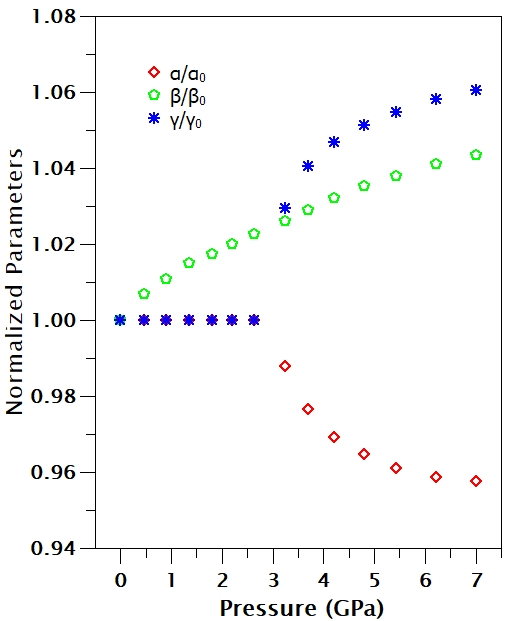 1.08
1.06
1.04
1.02
1.00
0.98
0.96
0.94
Normalized Parameters
α/α₀
β/β₀
γ/γ₀
0 1 2 3 4 5 6 7
Pressure (GPa)